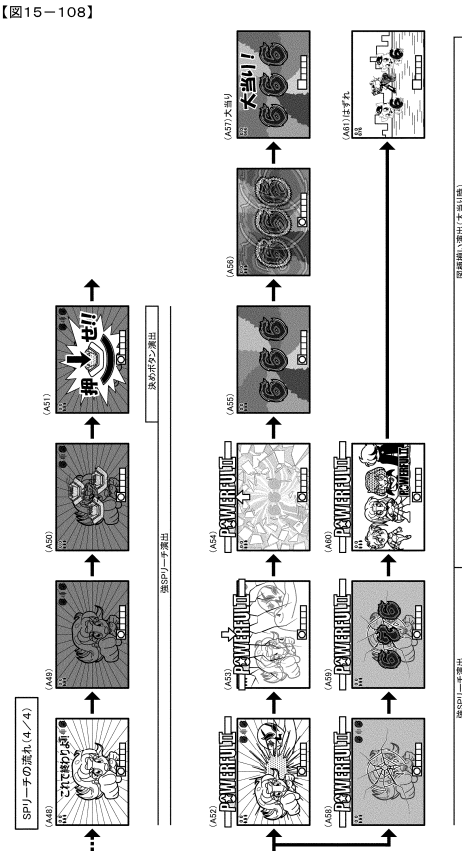 【図15－108】
SPリーチの流れ(4／4)
(A48)
これで終わりよ!!
(A49)
(A50)
(A51)
押せ!!
決めボタン演出
強SPリーチ演出
(A52)
POWERFUL!!
(A53)
POWERFUL!!
(A54)
POWERFUL!!
(A55)
666
(A56)
666
(A57)大当り
大当り!
666
(A58)
POWERFUL!!
(A59)
POWERFUL!!
(A60)
POWERFUL!!
(A61)はずれ
強SPリーチ演出
図柄揃い演出(大当り時)